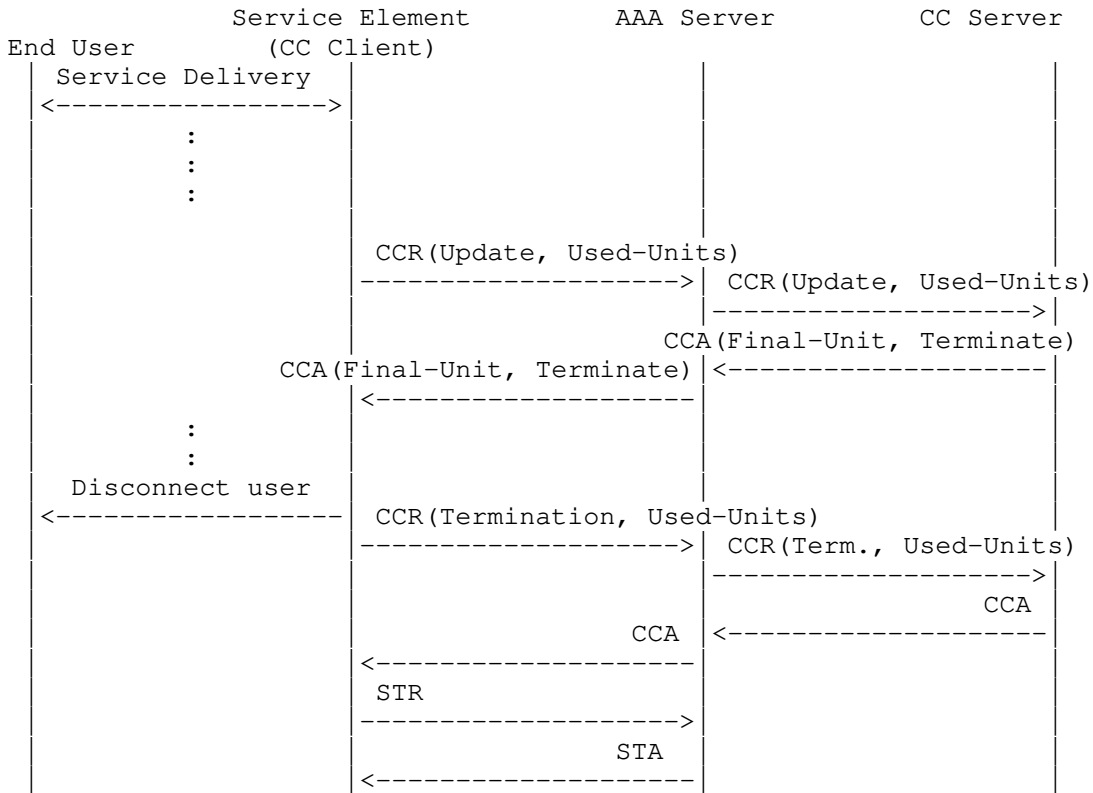 Service Element AAA Server CC Server
End User (CC Client)
Service Delivery
<----------------->
:
:
:
CCR(Update, Used-Units)
-------------------->
CCR(Update, Used-Units)
-------------------->
CCA(Final-Unit, Terminate)
<--------------------
CCA(Final-Unit, Terminate)
<--------------------
:
:
Disconnect user
<------------------
CCR(Termination, Used-Units)
-------------------->
CCR(Term., Used-Units)
-------------------->
CCA
<--------------------
CCA
<--------------------
STR
-------------------->
STA
<--------------------